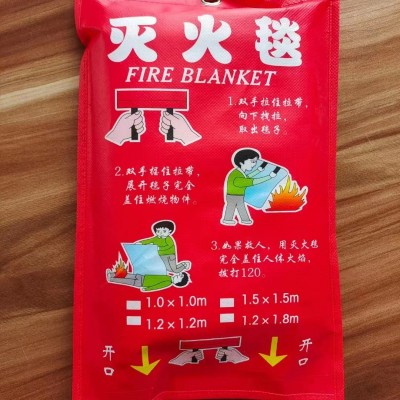 灭火毯
FIRE BLANKET
1.双手拉住拉带,
向下拽拉,
取出毯子。
2.双手握住拉带,
展开毯子完全
盖住燃烧物件。
3.如果救人,用灭火毯
完全盖住人体火焰,
拨打120。
1.0×1.0m 1.5×1.5m
1.2×1.2m 1.2×1.8m
开口 开口